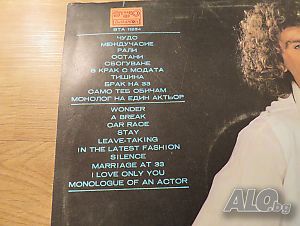 ВТА 11954
ЧУДО
МЕЖДУЧАСИЕ
РАЛИ
ОСТАНИ
СБОГУВАНЕ
В КРАК С МОДАТА
ТИШИНА
БРАК НА 33
САМО ТЕБ ОБИЧАМ
МОНОЛОГ НА ЕДИН АКТЬОР
WONDER
A BREAK
CAR RACE
STAY
LEAVE-TAKING
IN THE LATEST FASHION
SILENCE
MARRIAGE AT 33
I LOVE ONLY YOU
MONOLOGUE OF AN ACTOR
ALO.bg